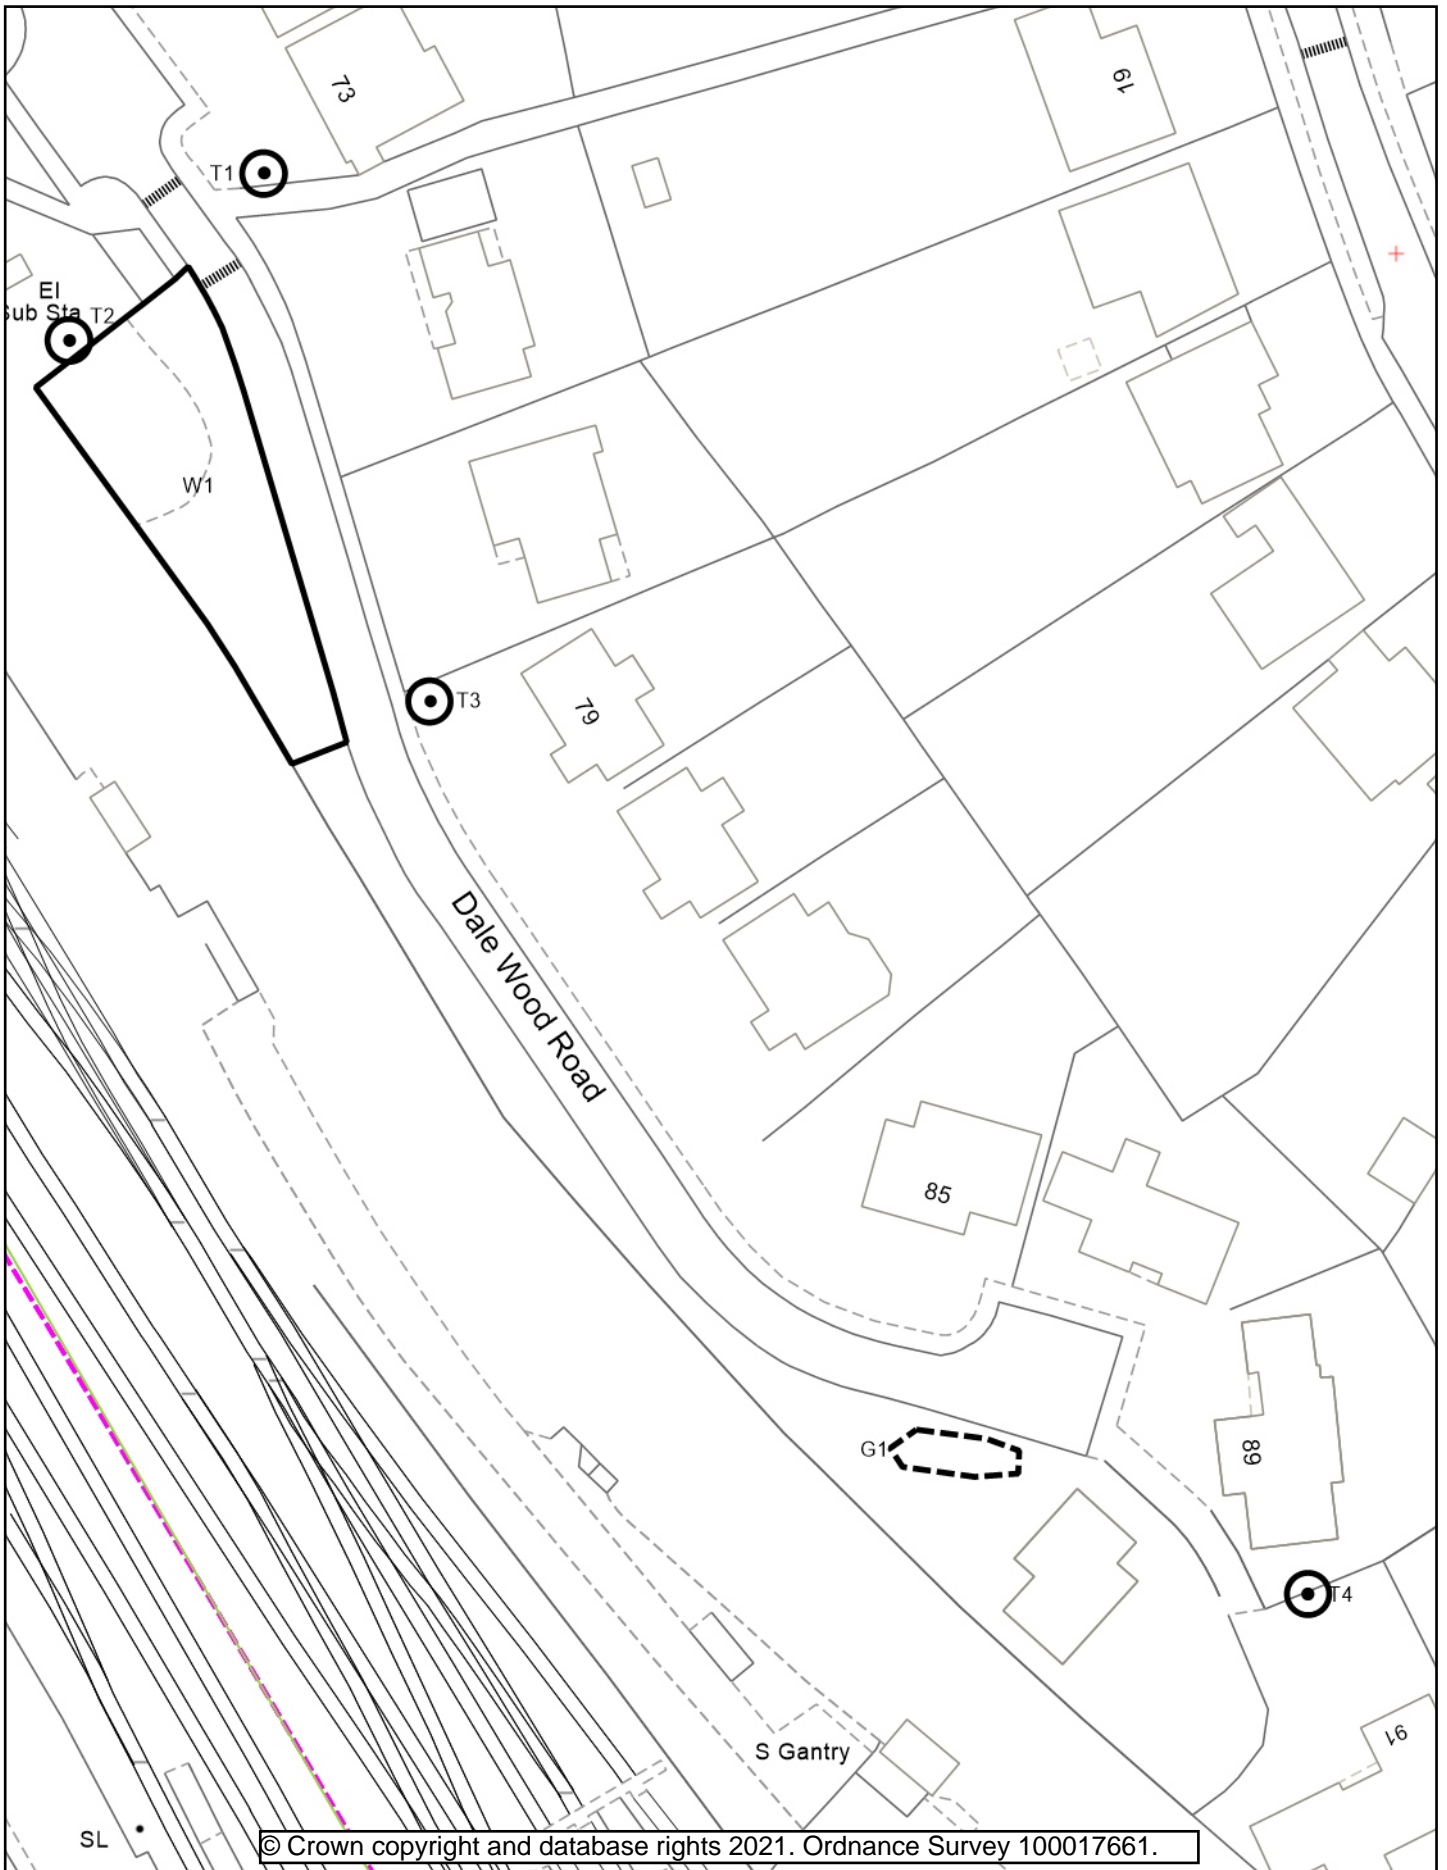 73
19
T1
El
Sub Sta
T2
W1
T3
79
Dale Wood Road
85
G1
89
T4
91
S Gantry
SL
© Crown copyright and database rights 2021. Ordnance Survey 100017661.